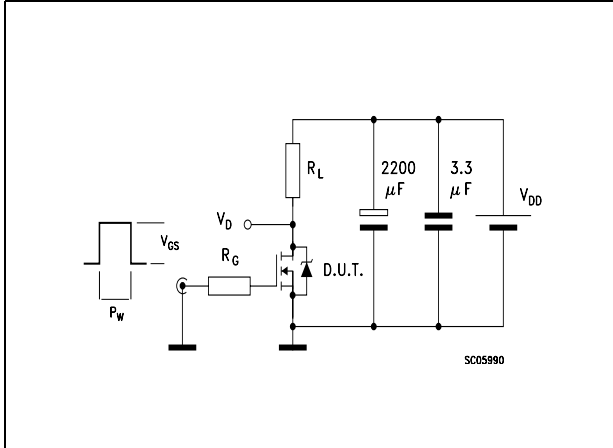 R_L
2200
μF
3.3
μF
V_DD
V_D
V_GS
R_G
D.U.T.
P_W
SC05990